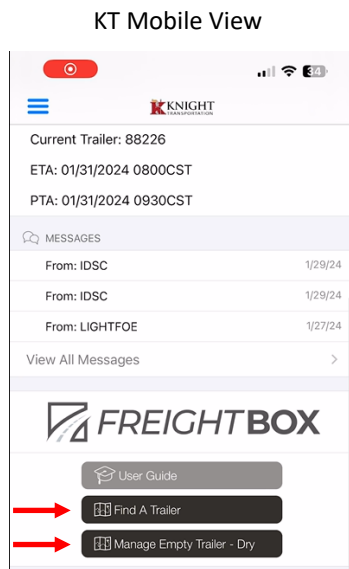 KT Mobile View
34
KNIGHT
TRANSPORTATION
Current Trailer: 88226
ETA: 01/31/2024 0800CST
PTA: 01/31/2024 0930CST
MESSAGES
From: IDSC 1/29/24
From: IDSC 1/29/24
From: LIGHTFOE 1/27/24
View All Messages
FREIGHTBOX
User Guide
Find A Trailer
Manage Empty Trailer - Dry